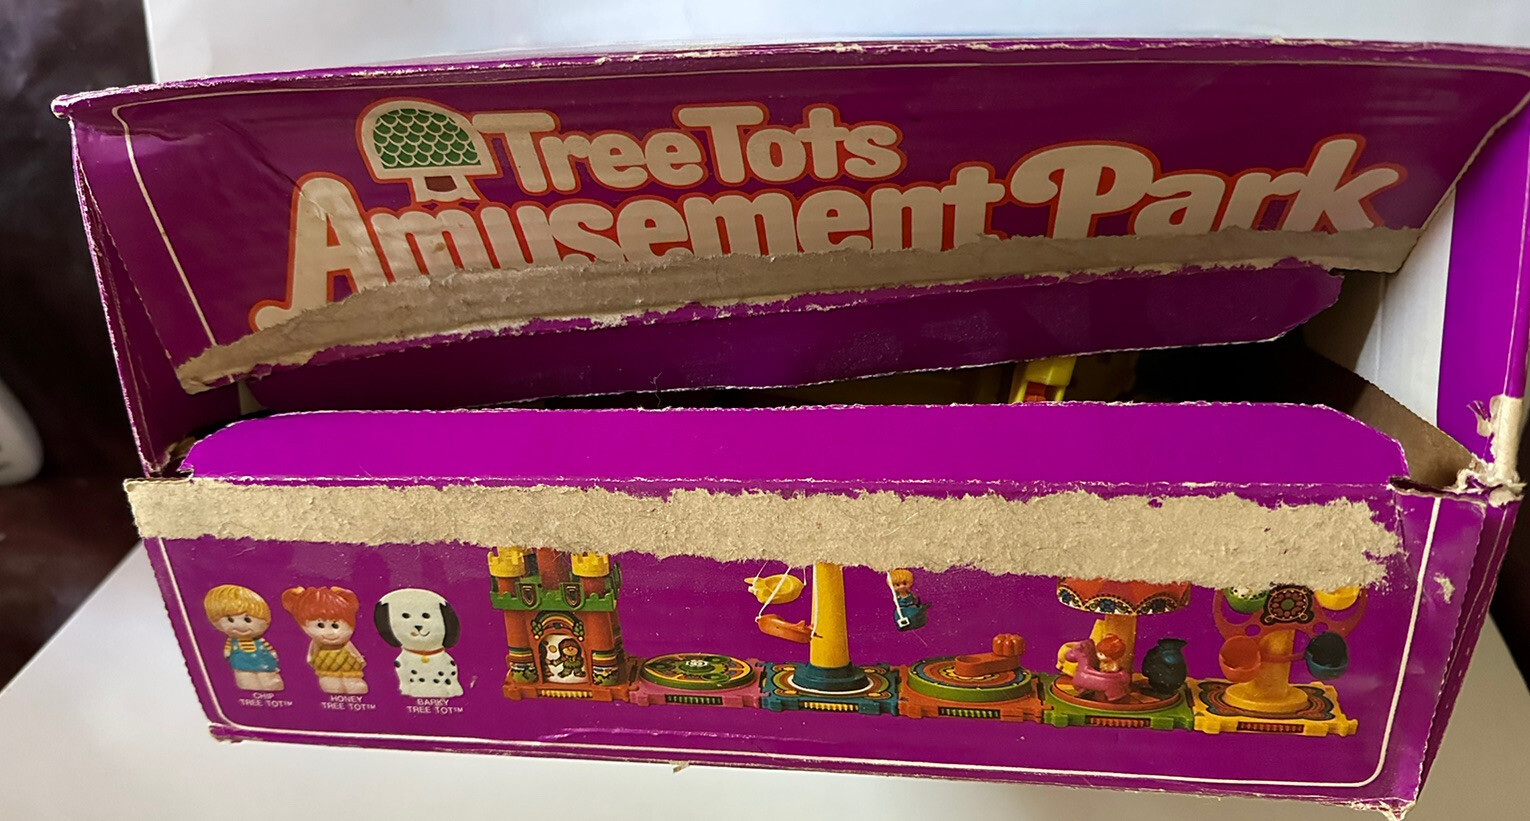 TreeTots
Amusement Park
CHIP
TREE TOT™
HONEY
TREE TOT™
BARKY
TREE TOT™